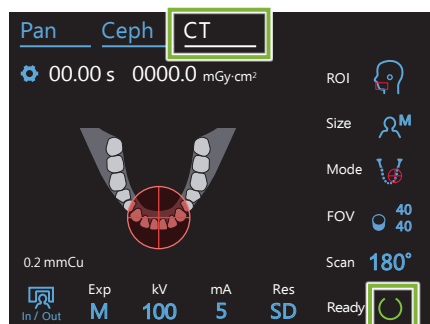 Pan Ceph CT
00.00 s 0000.0 mGy·cm²
ROI
Size M
Mode
FOV 40
40
0.2 mmCu
Scan 180°
Exp kV mA Res
In / Out M 100 5 SD
Ready